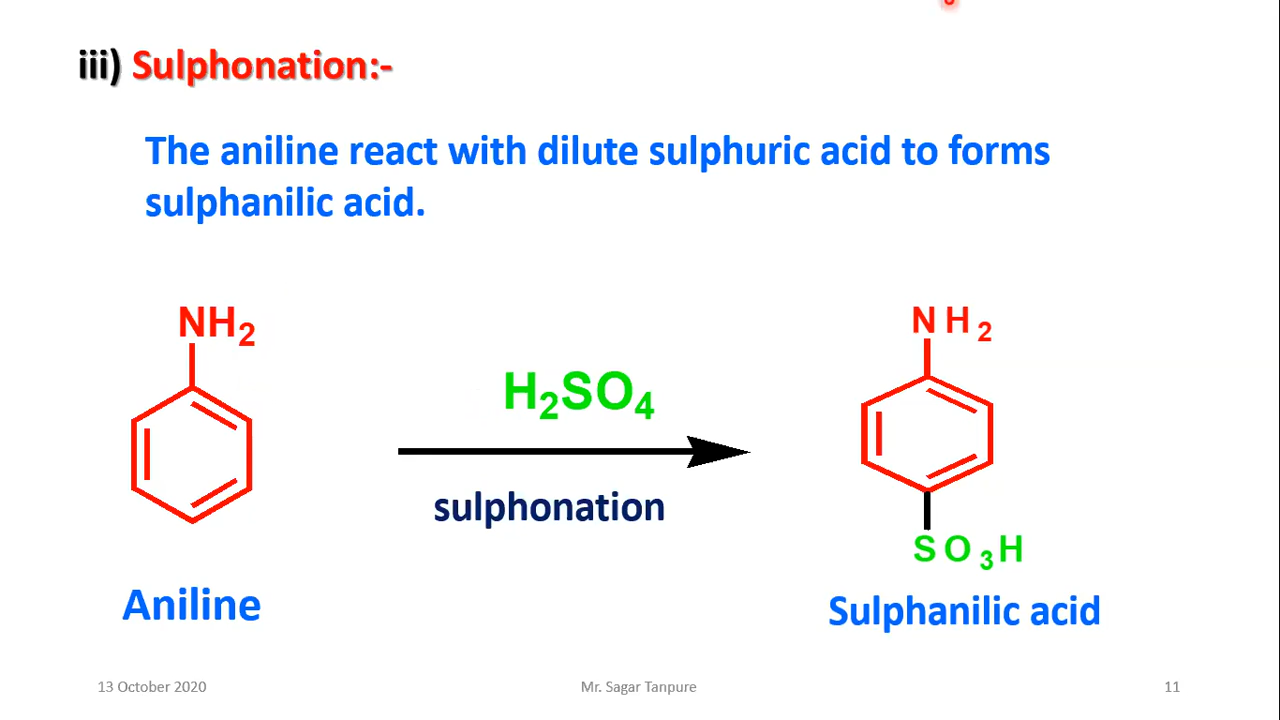 iii) Sulphonation:-
The aniline react with dilute sulphuric acid to forms
sulphanilic acid.
NH2
NH2
H2SO4
sulphonation
SO3H
Aniline
Sulphanilic acid
13 October 2020
Mr. Sagar Tanpure
11